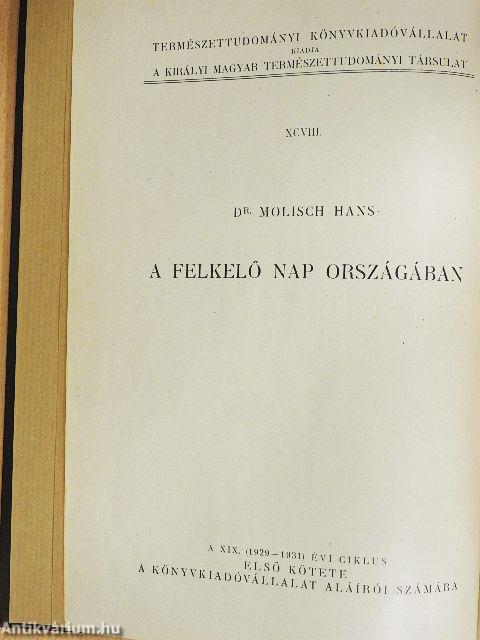 TERMÉSZETTUDOMÁNYI KÖNYVKIADÓVÁLLALAT
KIADJA
A KIRÁLYI MAGYAR TERMÉSZETTUDOMÁNYI TÁRSULAT
XCVIII.
DR. MOLISCH HANS
A FELKELŐ NAP ORSZÁGÁBAN
A XIX. (1929—1931) ÉVI CIKLUS
ELSŐ KÖTETE
A KÖNYVKIADÓVÁLLALAT ALÁÍRÓI SZÁMÁRA
Antikvárium.hu